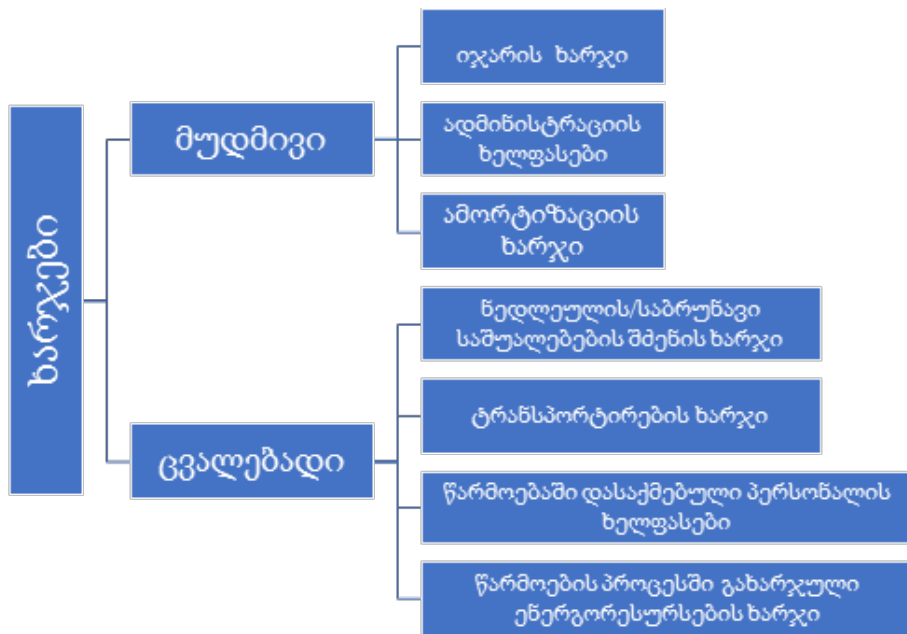 ხარჯები
მუდმივი
იჯარის ხარჯი
ადმინისტრაციის
ხელფასები
ამორტიზაციის
ხარჯი
ცვალებადი
ნედლეულის/საბრუნავი
საშუალებების შძენის ხარჯი
ტრანსპორტირების ხარჯი
წარმოებაში დასაქმებული პერსონალის
ხელფასები
წარმოების პროცესში გახარჯული
ენერგორესურსების ხარჯი